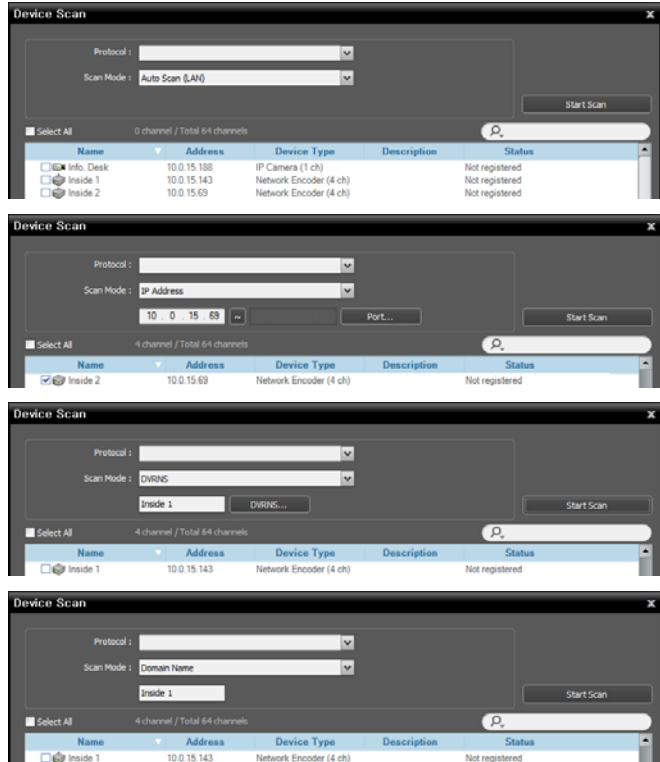 Device Scan x
Protocol :
Scan Mode : Auto Scan (LAN)
Start Scan
Select All 0 channel / Total 64 channels
Name Address Device Type Description Status
Info. Desk 10.0.15.188 IP Camera (1 ch) Not registered
Inside 1 10.0.15.143 Network Encoder (4 ch) Not registered
Inside 2 10.0.15.69 Network Encoder (4 ch) Not registered
Device Scan x
Protocol :
Scan Mode : IP Address
10 . 0 . 15 . 69 ~ Port... Start Scan
Select All 4 channel / Total 64 channels
Name Address Device Type Description Status
Inside 2 10.0.15.69 Network Encoder (4 ch) Not registered
Device Scan x
Protocol :
Scan Mode : DVRNS
Inside 1 DVRNS... Start Scan
Select All 4 channel / Total 64 channels
Name Address Device Type Description Status
Inside 1 10.0.15.143 Network Encoder (4 ch) Not registered
Device Scan x
Protocol :
Scan Mode : Domain Name
Inside 1 Start Scan
Select All 4 channel / Total 64 channels
Name Address Device Type Description Status
Inside 1 10.0.15.143 Network Encoder (4 ch) Not registered